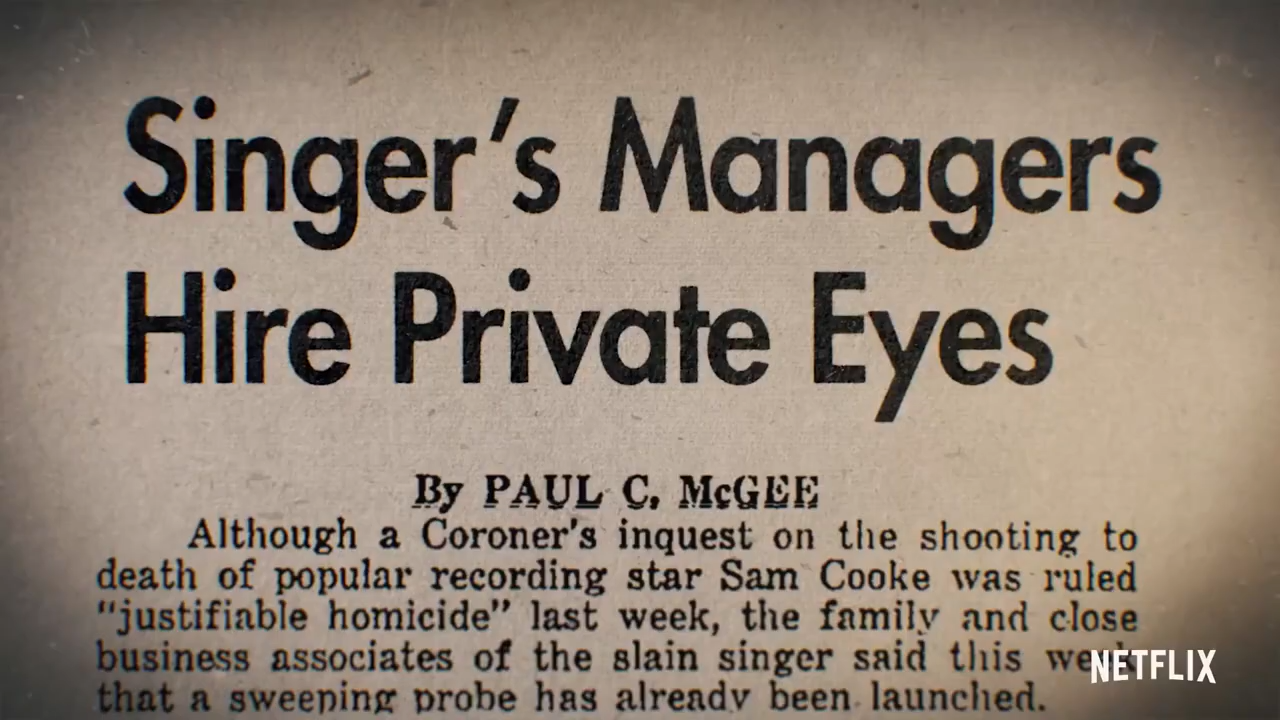 Singer's Managers
Hire Private Eyes
By PAUL C. McGEE
Although a Coroner's inquest on the shooting to
death of popular recording star Sam Cooke was ruled
"justifiable homicide" last week, the family and close
business associates of the slain singer said this week
that a sweeping probe has already been launched.
NETFLIX